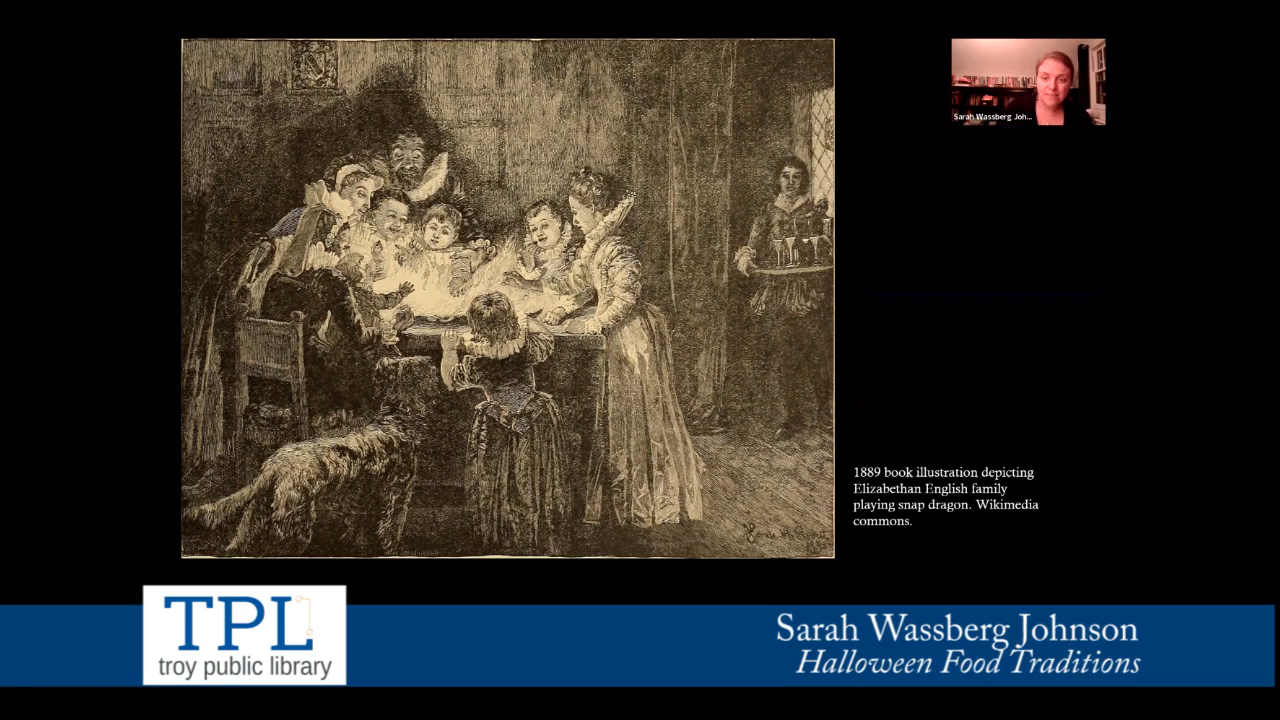 Sarah Wassberg Joh...
1889 book illustration depicting
Elizabethan English family
playing snap dragon. Wikimedia
commons.
TPL
troy public library
Sarah Wassberg Johnson
Halloween Food Traditions